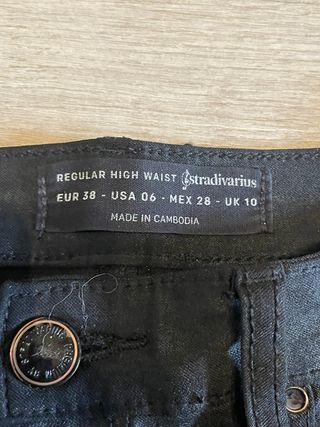 REGULAR HIGH WAIST stradivarius
EUR 38 - USA 06 - MEX 28 - UK 10
MADE IN CAMBODIA